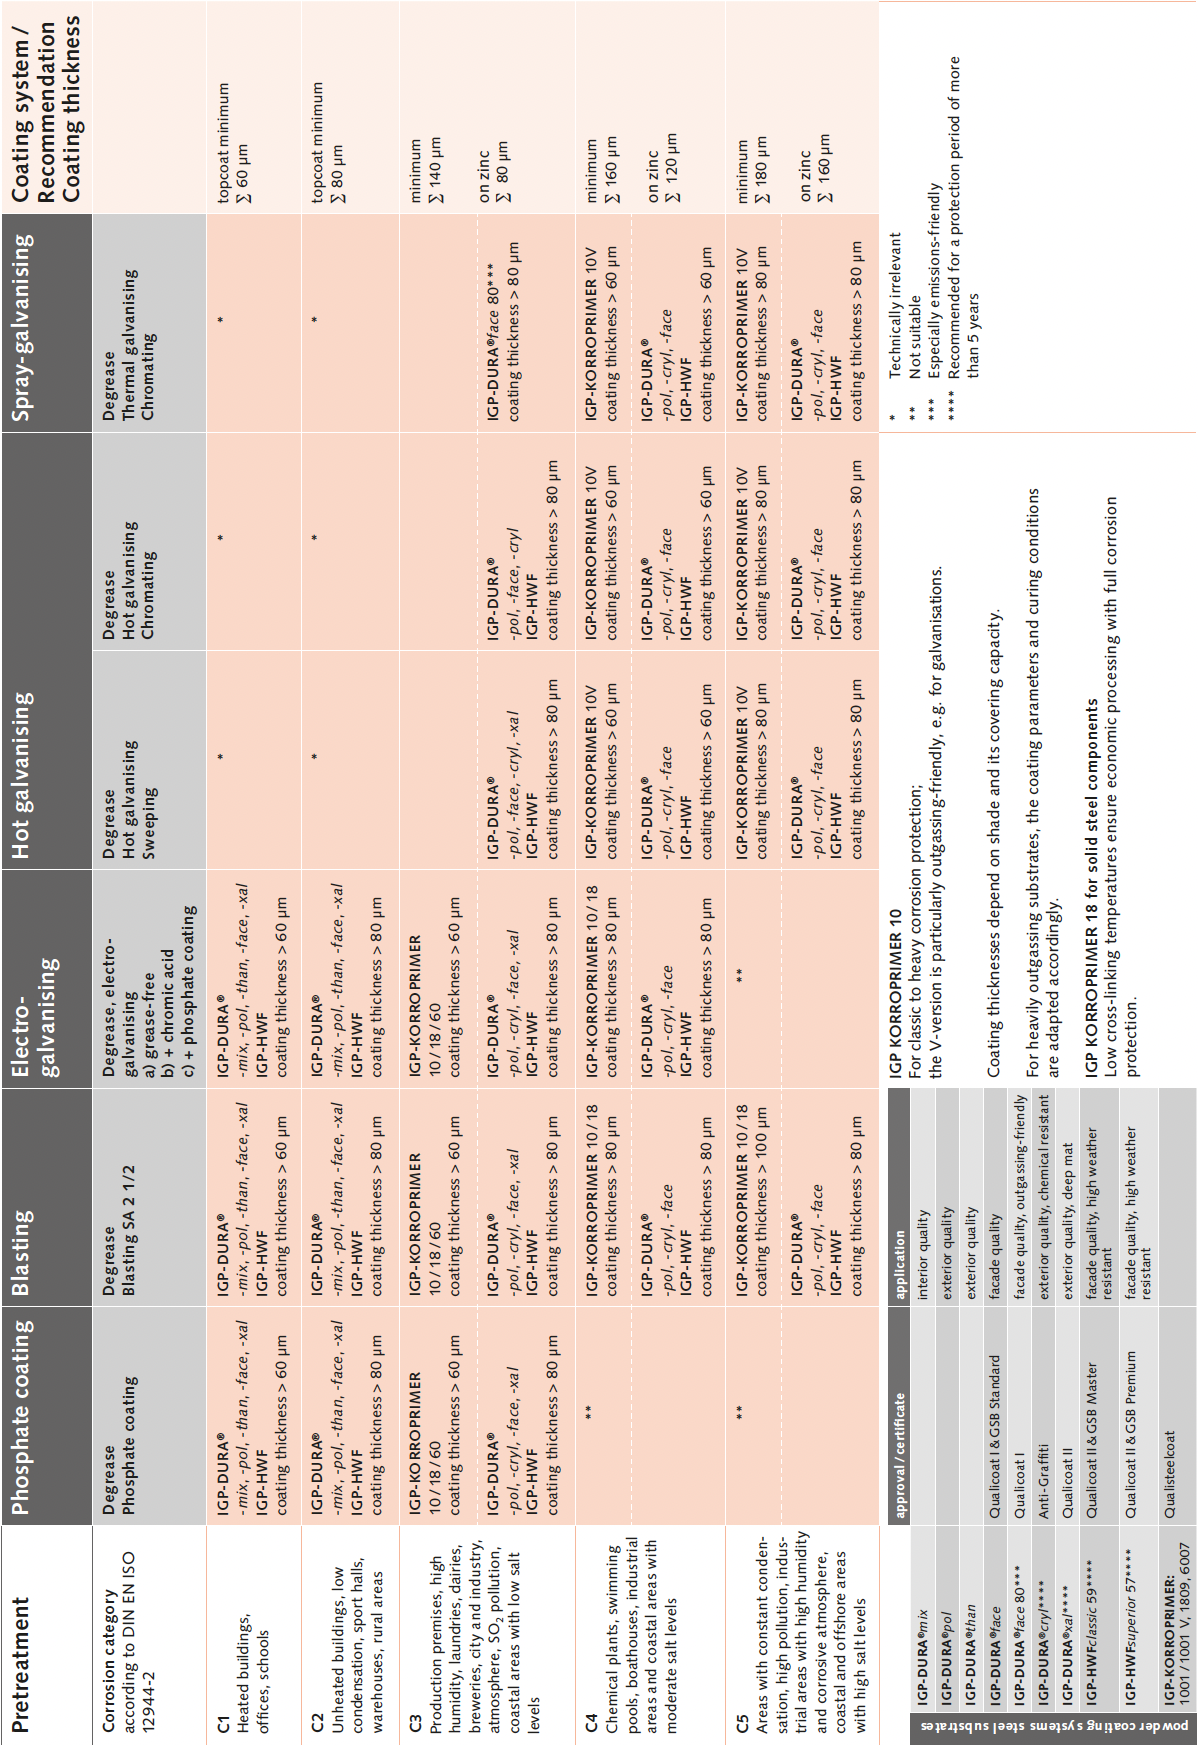 Pretreatment
Phosphate coating
Blasting
Electro-
galvanising
Hot galvanising
Spray-galvanising
Coating system /
Recommendation
Coating thickness
Corrosion category
according to DIN EN ISO
12944-2
Degrease
Phosphate coating
Degrease
Blasting SA 2 1/2
Degrease, electro-
galvanising
a) grease-free
b) + chromic acid
c) + phosphate coating
Degrease
Hot galvanising
Sweeping
Degrease
Hot galvanising
Chromating
Degrease
Thermal galvanising
Chromating
C1
Heated buildings,
offices, schools
IGP-DURA®
-mix, -pol, -than, -face, -xal
IGP-HWF
coating thickness > 60 µm
IGP-DURA®
-mix, -pol, -than, -face, -xal
IGP-HWF
coating thickness > 60 µm
IGP-DURA®
-mix, -pol, -than, -face, -xal
IGP-HWF
coating thickness > 60 µm
*
*
*
topcoat minimum
∑ 60 µm
C2
Unheated buildings, low
condensation, sport halls,
warehouses, rural areas
IGP-DURA®
-mix, -pol, -than, -face, -xal
IGP-HWF
coating thickness > 80 µm
IGP-DURA®
-mix, -pol, -than, -face, -xal
IGP-HWF
coating thickness > 80 µm
IGP-DURA®
-mix, -pol, -than, -face, -xal
IGP-HWF
coating thickness > 80 µm
*
*
*
topcoat minimum
∑ 80 µm
C3
Production premises, high
humidity, laundries, dairies,
breweries, city and industry,
atmosphere, SO2 pollution,
coastal areas with low salt
levels
IGP-KORROPRIMER
10 / 18 / 60
coating thickness > 60 µm
IGP-KORROPRIMER
10 / 18 / 60
coating thickness > 60 µm
IGP-KORROPRIMER
10 / 18 / 60
coating thickness > 60 µm
minimum
∑ 140 µm
IGP-DURA®
-pol, -cryl, -face, -xal
IGP-HWF
coating thickness > 80 µm
IGP-DURA®
-pol, -cryl, -face, -xal
IGP-HWF
coating thickness > 80 µm
IGP-DURA®
-pol, -cryl, -face, -xal
IGP-HWF
coating thickness > 80 µm
IGP-DURA®
-pol, -face, -cryl, -xal
IGP-HWF
coating thickness > 80 µm
IGP-DURA®
-pol, -face, -cryl
IGP-HWF
coating thickness > 80 µm
IGP-DURA®face 80***
coating thickness > 80 µm
on zinc
∑ 80 µm
C4
Chemical plants, swimming
pools, boathouses, industrial
areas and coastal areas with
moderate salt levels
**
IGP-KORROPRIMER 10 / 18
coating thickness > 80 µm
IGP-KORROPRIMER 10 / 18
coating thickness > 80 µm
IGP-KORROPRIMER 10V
coating thickness > 60 µm
IGP-KORROPRIMER 10V
coating thickness > 60 µm
IGP-KORROPRIMER 10V
coating thickness > 60 µm
minimum
∑ 160 µm
IGP-DURA®
-pol, -cryl, -face
IGP-HWF
coating thickness > 80 µm
IGP-DURA®
-pol, -cryl, -face
IGP-HWF
coating thickness > 80 µm
IGP-DURA®
-pol, -cryl, -face
IGP-HWF
coating thickness > 60 µm
IGP-DURA®
-pol, -cryl, -face
IGP-HWF
coating thickness > 60 µm
IGP-DURA®
-pol, -cryl, -face
IGP-HWF
coating thickness > 60 µm
on zinc
∑ 120 µm
C5
Areas with constant conden-
sation, high pollution, indus-
trial areas with high humidity
and corrosive atmosphere,
coastal and offshore areas
with high salt levels
**
IGP-KORROPRIMER 10 / 18
coating thickness > 100 µm
**
IGP-KORROPRIMER 10V
coating thickness > 80 µm
IGP-KORROPRIMER 10V
coating thickness > 80 µm
IGP-KORROPRIMER 10V
coating thickness > 80 µm
minimum
∑ 180 µm
IGP-DURA®
-pol, -cryl, -face
IGP-HWF
coating thickness > 80 µm
IGP-DURA®
-pol, -cryl, -face
IGP-HWF
coating thickness > 80 µm
IGP-DURA®
-pol, -cryl, -face
IGP-HWF
coating thickness > 80 µm
IGP-DURA®
-pol, -cryl, -face
IGP-HWF
coating thickness > 80 µm
on zinc
∑ 160 µm
powder coating systems steel substrates
approval / certificate
application
IGP-DURA®mix
interior quality
IGP-DURA®pol
exterior quality
IGP-DURA®than
exterior quality
IGP-DURA®face
Qualicoat I & GSB Standard
facade quality
IGP-DURA®face 80***
Qualicoat I
facade quality, outgassing-friendly
IGP-DURA®cryl****
Anti-Graffiti
exterior quality, chemical resistant
IGP-DURA®xal****
Qualicoat II
exterior quality, deep mat
IGP-HWFclassic 59****
Qualicoat II & GSB Master
facade quality, high weather
resistant
IGP-HWFsuperior 57****
Qualicoat II & GSB Premium
facade quality, high weather
resistant
IGP-KORROPRIMER:
1001 / 1001 V, 1809, 6007
Qualisteelcoat
IGP KORROPRIMER 10
For classic to heavy corrosion protection;
the V-version is particularly outgassing-friendly, e.g. for galvanisations.
Coating thicknesses depend on shade and its covering capacity.
For heavily outgassing substrates, the coating parameters and curing conditions
are adapted accordingly.
IGP KORROPRIMER 18 for solid steel components
Low cross-linking temperatures ensure economic processing with full corrosion
protection.
* Technically irrelevant
** Not suitable
*** Especially emissions-friendly
**** Recommended for a protection period of more
than 5 years